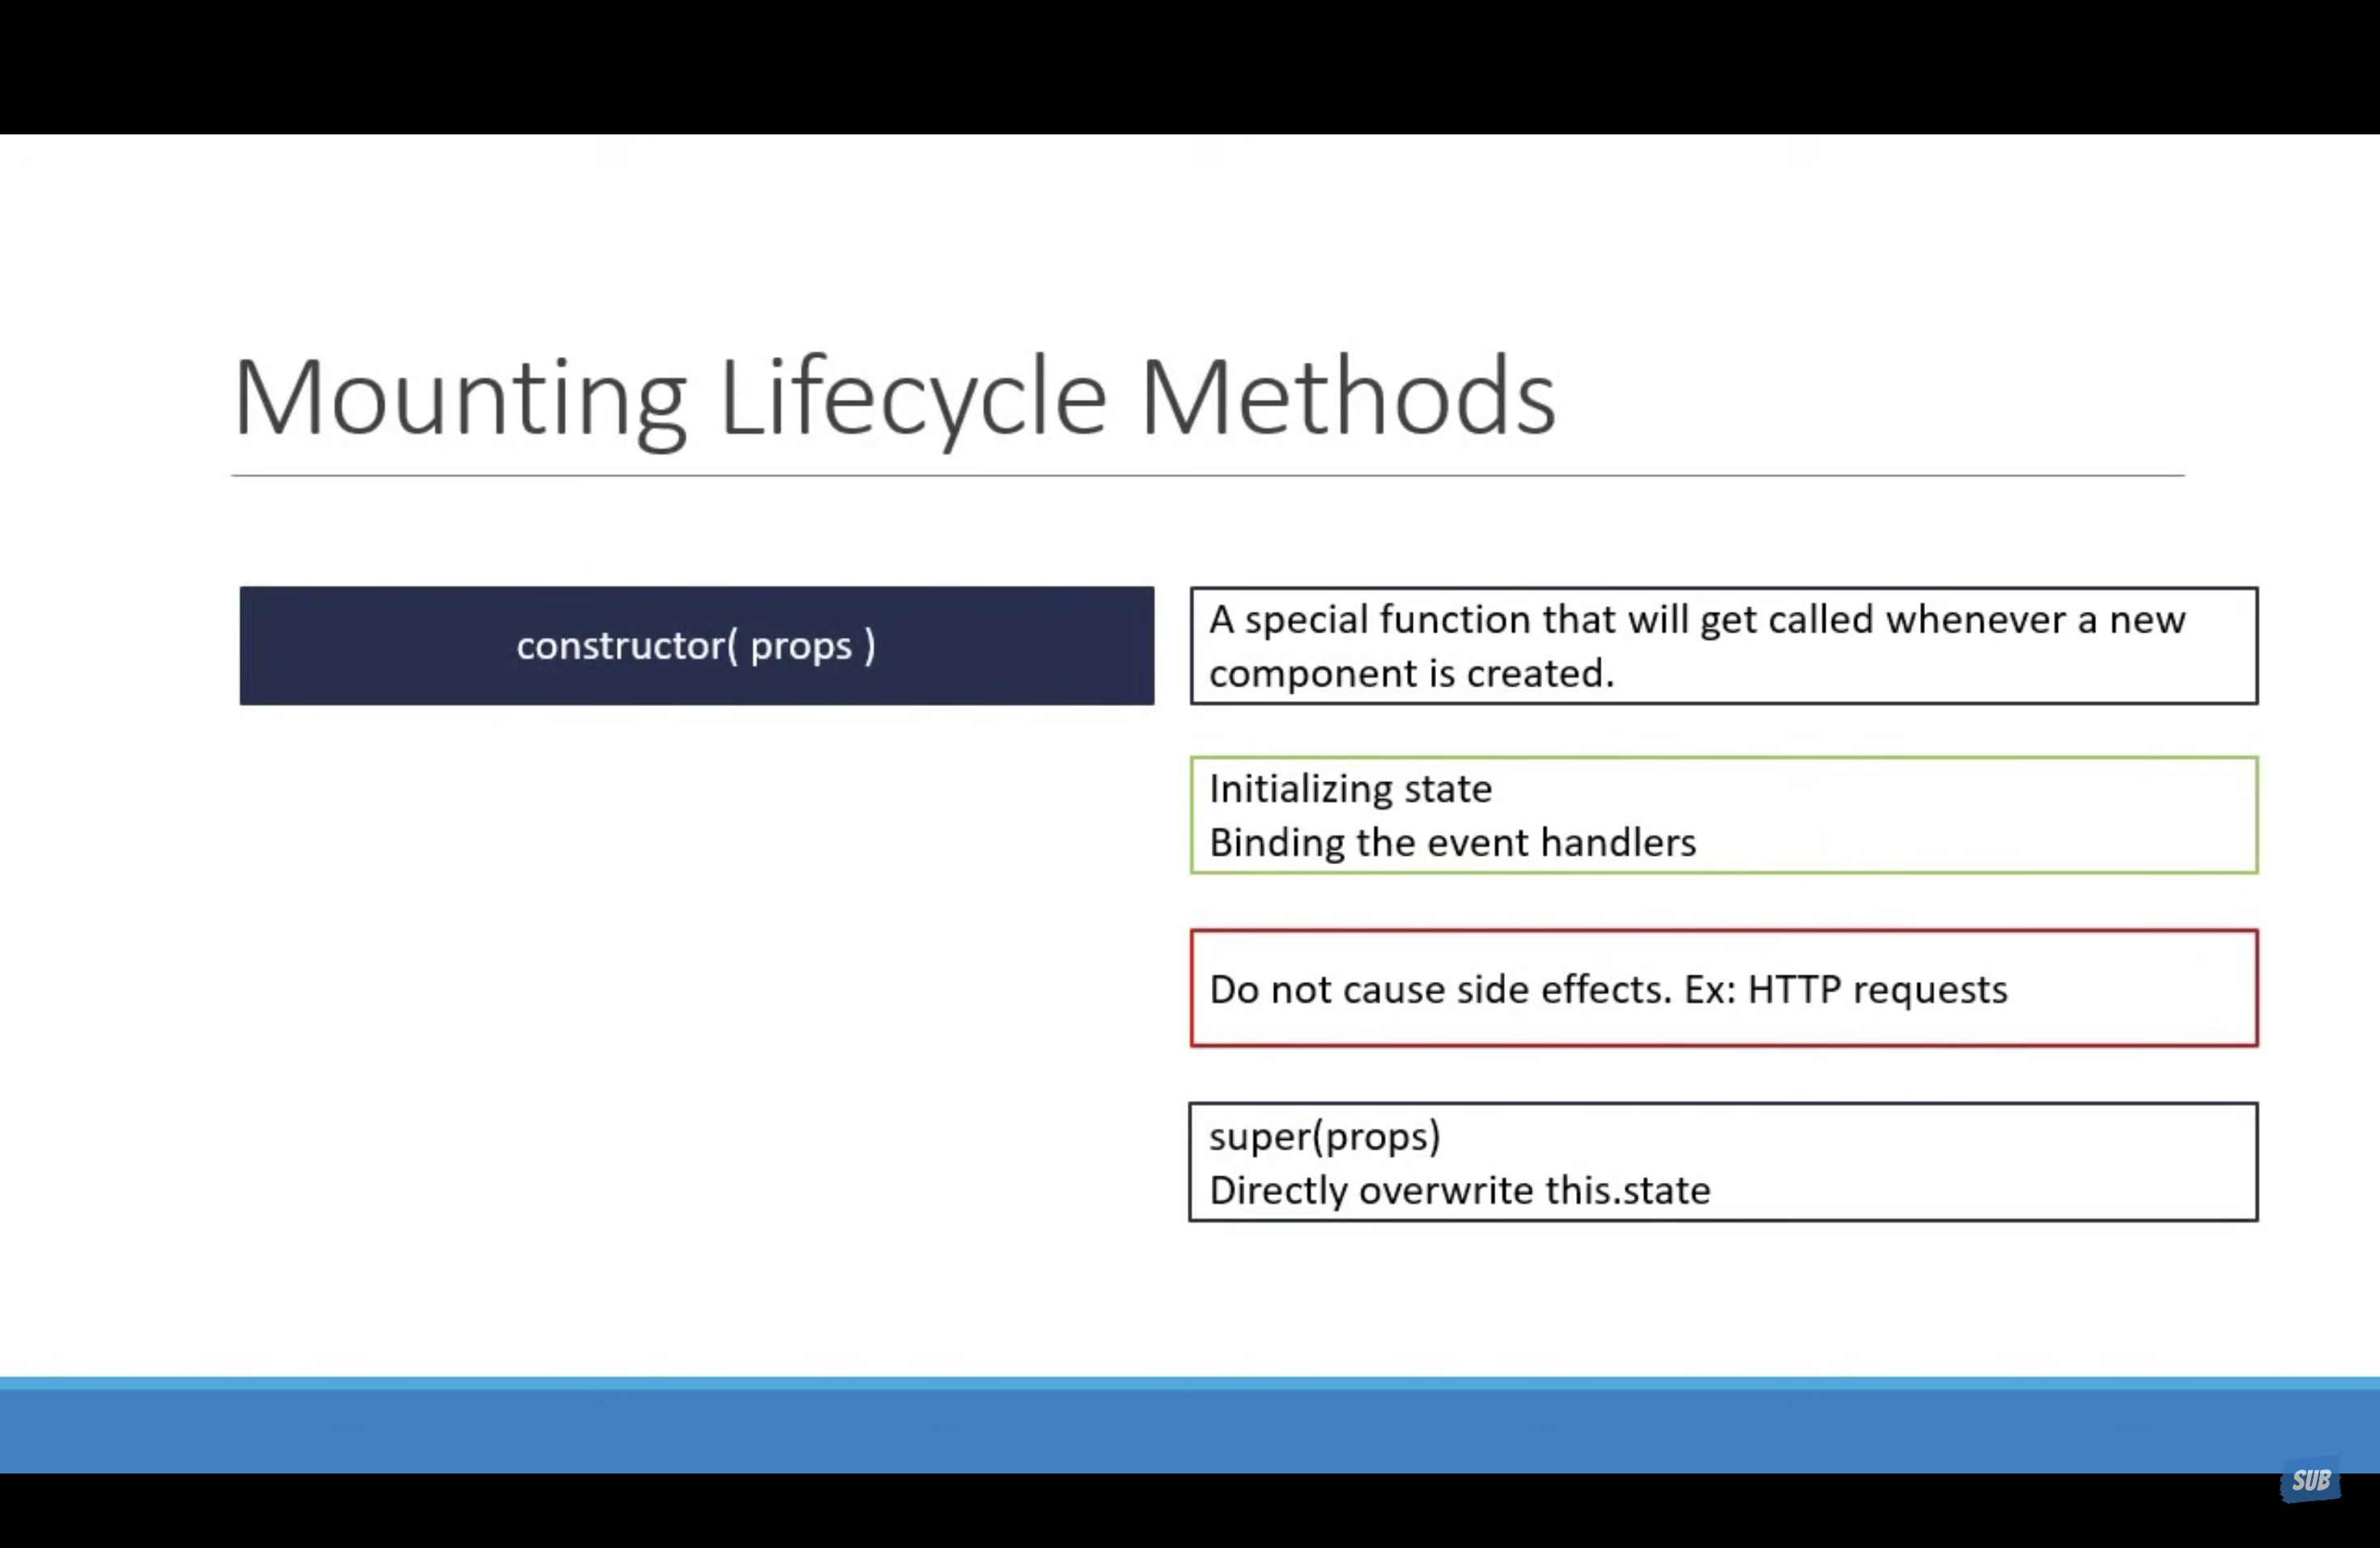 Mounting Lifecycle Methods
constructor( props )
A special function that will get called whenever a new
component is created.
Initializing state
Binding the event handlers
Do not cause side effects. Ex: HTTP requests
super(props)
Directly overwrite this.state
SUB